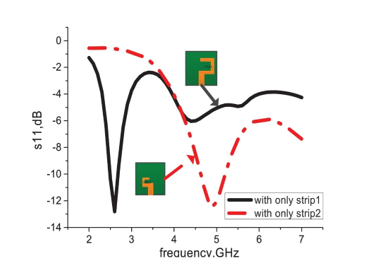 0
-2
-4
-6
-8
-10
-12
-14
s11,dB
with only strip1
with only strip2
2 3 4 5 6 7
frequency,GHz